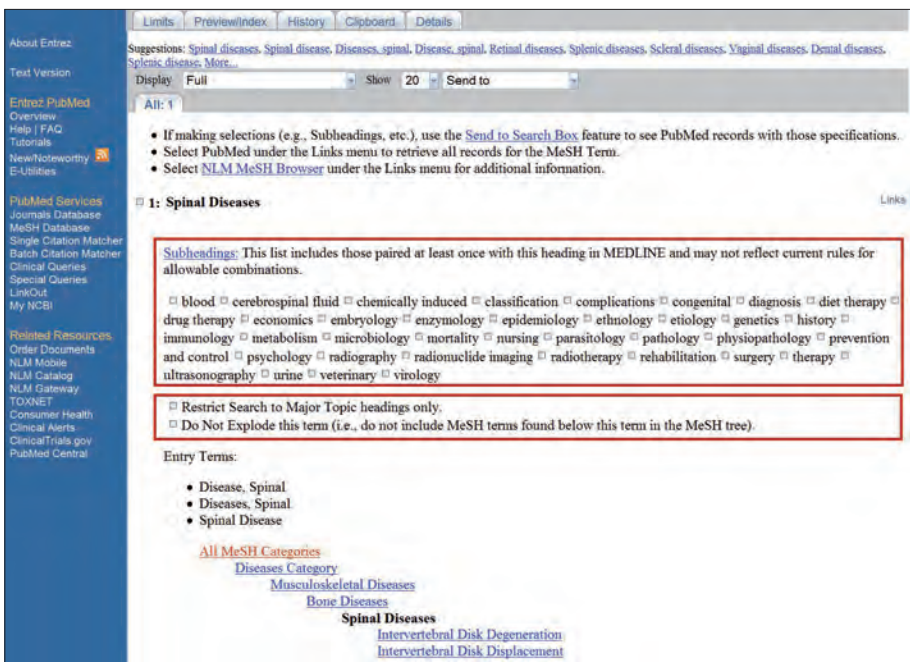 Limits Preview/Index History Clipboard Details
About Entrez
Text Version
Entrez PubMed
Overview
Help | FAQ
Tutorials
New/Noteworthy
E-Utilities
PubMed Services
Journals Database
MeSH Database
Single Citation Matcher
Batch Citation Matcher
Clinical Queries
Special Queries
LinkOut
My NCBI
Related Resources
Order Documents
NLM Mobile
NLM Catalog
NLM Gateway
TOXNET
Consumer Health
Clinical Alerts
ClinicalTrials.gov
PubMed Central
Suggestions: Spinal diseases, Spinal disease, Diseases, spinal, Disease, spinal, Retinal diseases, Splenic diseases, Scleral diseases, Vaginal diseases, Dental diseases,
Splenic disease, More...
Display Full Show 20 Send to
All: 1
• If making selections (e.g., Subheadings, etc.), use the Send to Search Box feature to see PubMed records with those specifications.
• Select PubMed under the Links menu to retrieve all records for the MeSH Term.
• Select NLM MeSH Browser under the Links menu for additional information.
1: Spinal Diseases Links
Subheadings: This list includes those paired at least once with this heading in MEDLINE and may not reflect current rules for
allowable combinations.
blood cerebrospinal fluid chemically induced classification complications congenital diagnosis diet therapy
drug therapy economics embryology enzymology epidemiology ethnology etiology genetics history
immunology metabolism microbiology mortality nursing parasitology pathology physiopathology prevention
and control psychology radiography radionuclide imaging radiotherapy rehabilitation surgery therapy
ultrasonography urine veterinary virology
Restrict Search to Major Topic headings only.
Do Not Explode this term (i.e., do not include MeSH terms found below this term in the MeSH tree).
Entry Terms:
• Disease, Spinal
• Diseases, Spinal
• Spinal Disease
All MeSH Categories
Diseases Category
Musculoskeletal Diseases
Bone Diseases
Spinal Diseases
Intervertebral Disk Degeneration
Intervertebral Disk Displacement